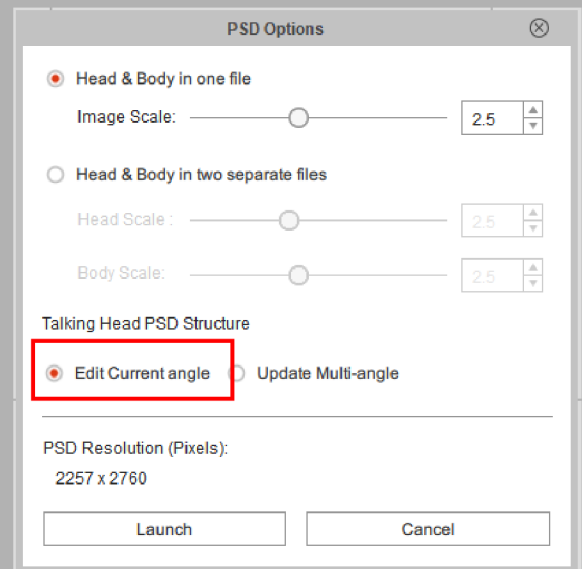 PSD Options
Head & Body in one file
Image Scale: 2.5
Head & Body in two separate files
Head Scale : 2.5
Body Scale: 2.5
Talking Head PSD Structure
Edit Current angle Update Multi-angle
PSD Resolution (Pixels):
2257 x 2760
Launch Cancel